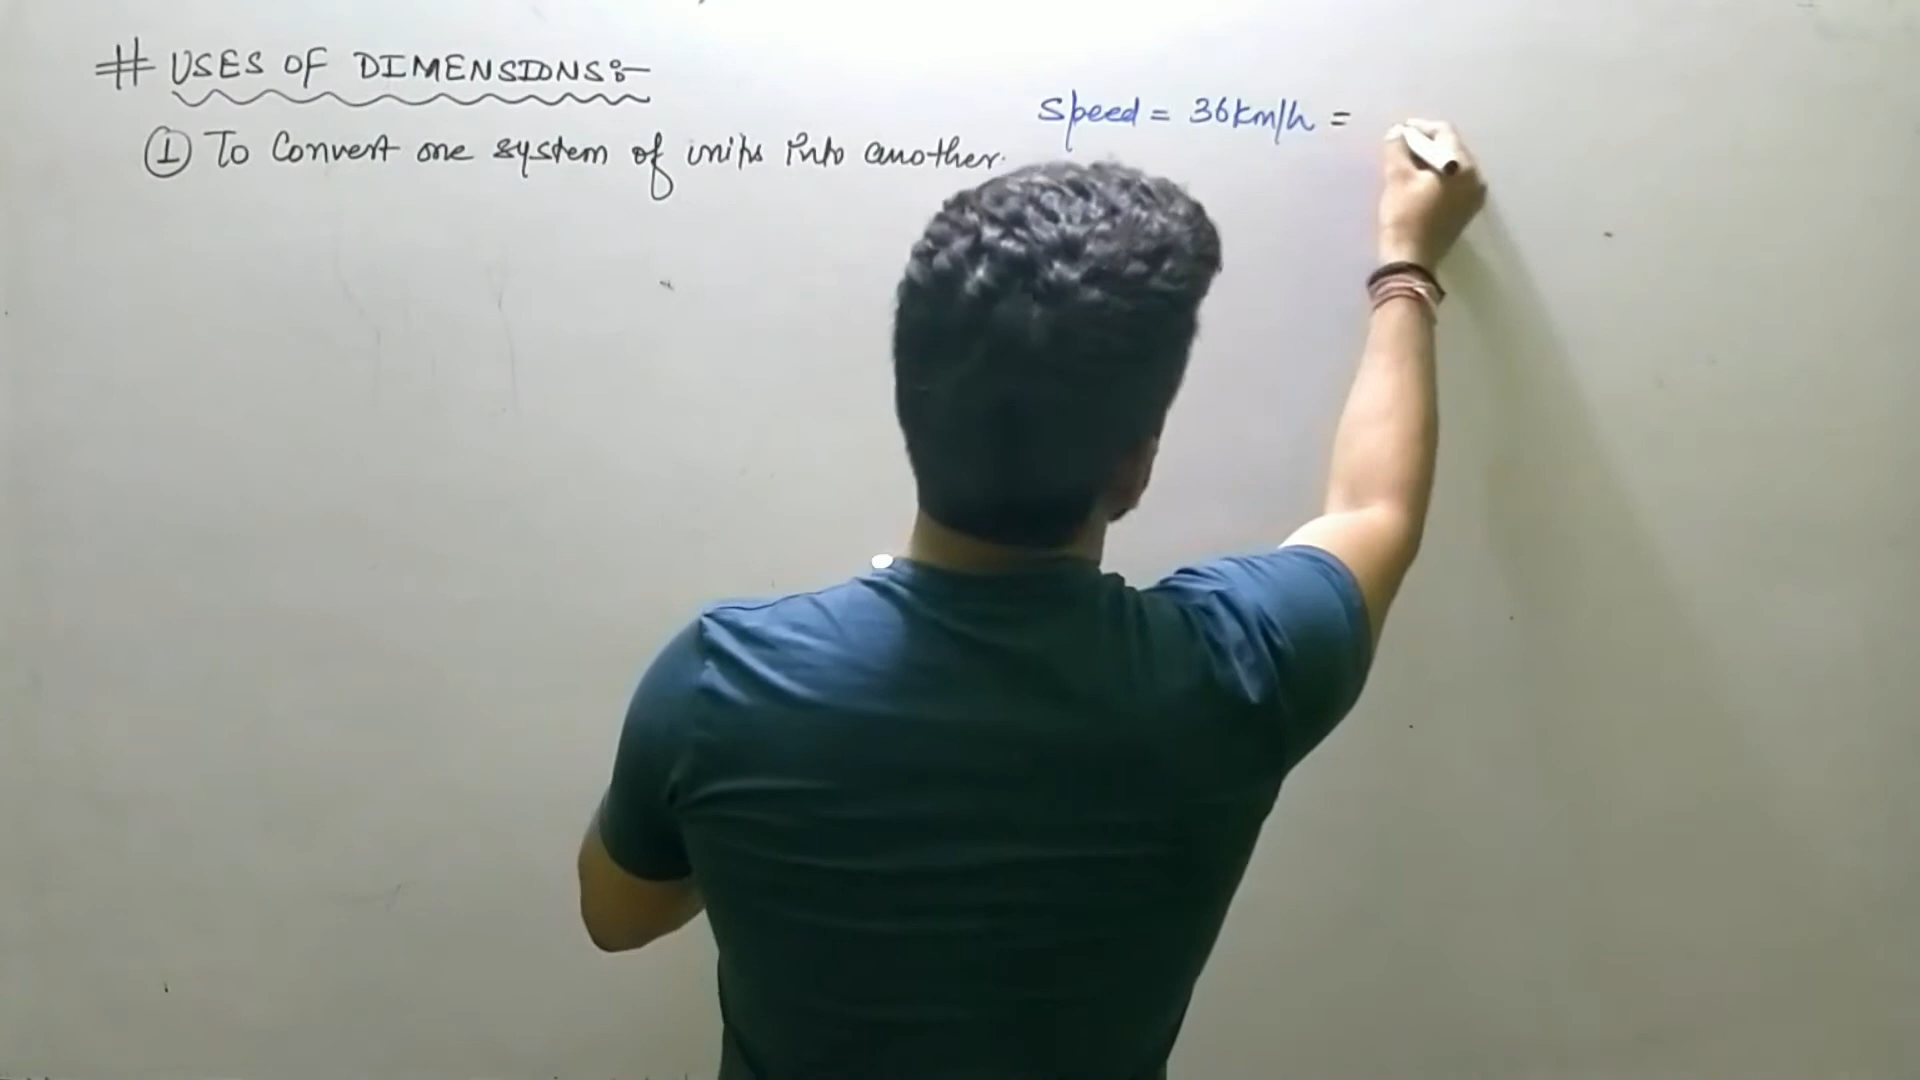 # USES OF DIMENSIONS:-
① To Convert one system of units into another.
Speed = 36km/h =